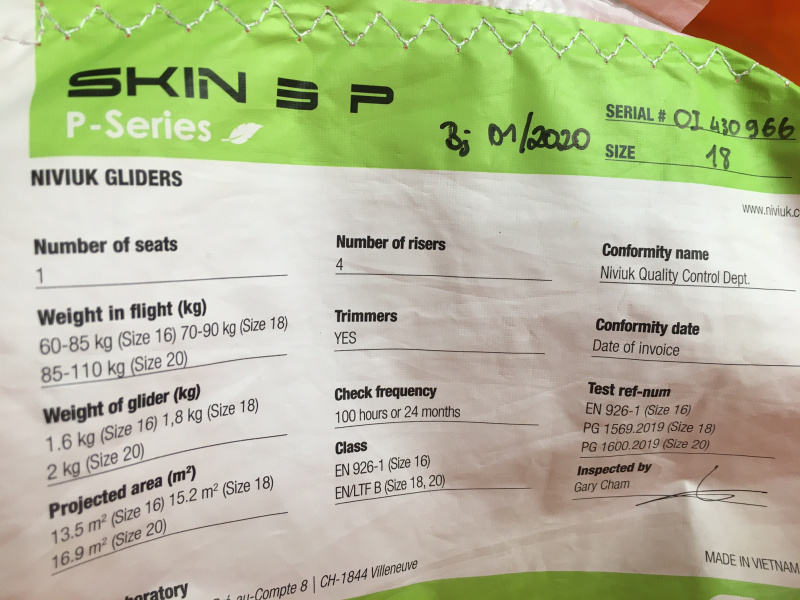 SKIN 3 P
P-Series
Bj 01/2020
SERIAL # OI 430966
SIZE 18
NIVIUK GLIDERS
www.niviuk.c
Number of seats
1
Weight in flight (kg)
60-85 kg (Size 16) 70-90 kg (Size 18)
85-110 kg (Size 20)
Weight of glider (kg)
1.6 kg (Size 16) 1,8 kg (Size 18)
2 kg (Size 20)
Projected area (m²)
13.5 m² (Size 16) 15.2 m² (Size 18)
16.9 m² (Size 20)
Number of risers
4
Trimmers
YES
Check frequency
100 hours or 24 months
Class
EN 926-1 (Size 16)
EN/LTF B (Size 18, 20)
Conformity name
Niviuk Quality Control Dept.
Conformity date
Date of invoice
Test ref-num
EN 926-1 (Size 16)
PG 1569.2019 (Size 18)
PG 1600.2019 (Size 20)
Inspected by
Gary Cham
MADE IN VIETNAM
boratory
au-Compte 8 | CH-1844 Villeneuve